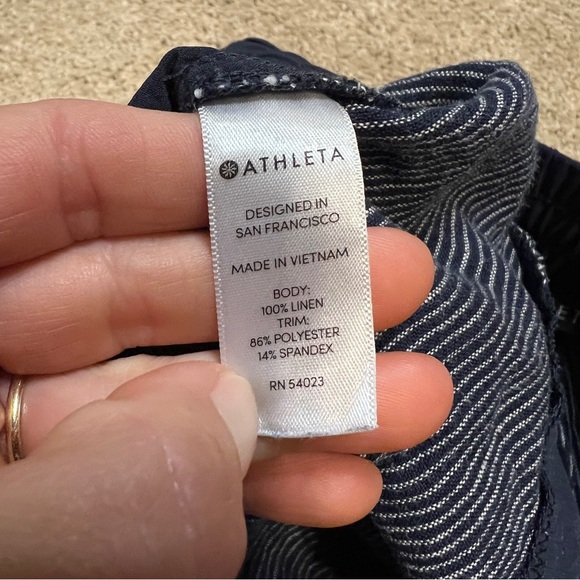 ATHLETA
DESIGNED IN
SAN FRANCISCO
MADE IN VIETNAM
BODY:
100% LINEN
TRIM:
86% POLYESTER
14% SPANDEX
RN 54023